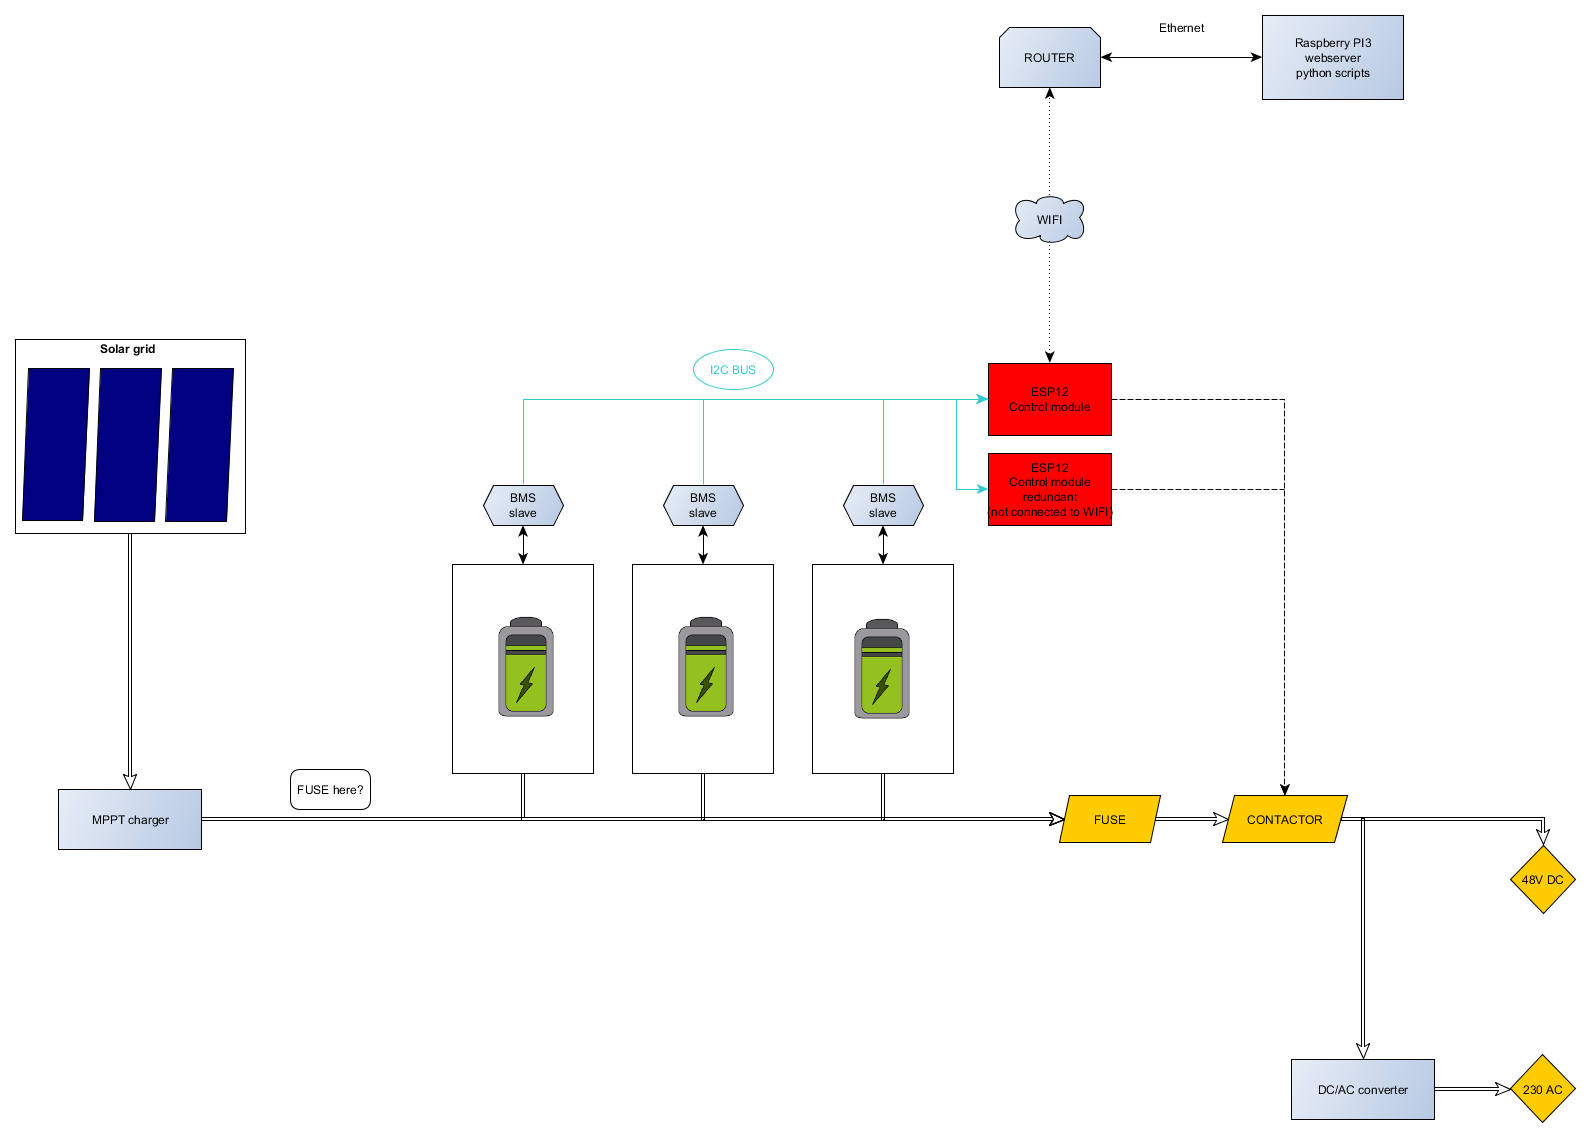 Ethernet
ROUTER
Raspberry PI3
webserver
python scripts
WIFI
Solar grid
I2C BUS
ESP12
Control module
ESP12
Control module
redundant
(not connected to WIFI)
BMS
slave
BMS
slave
BMS
slave
FUSE here?
MPPT charger
FUSE
CONTACTOR
48V DC
DC/AC converter
230 AC